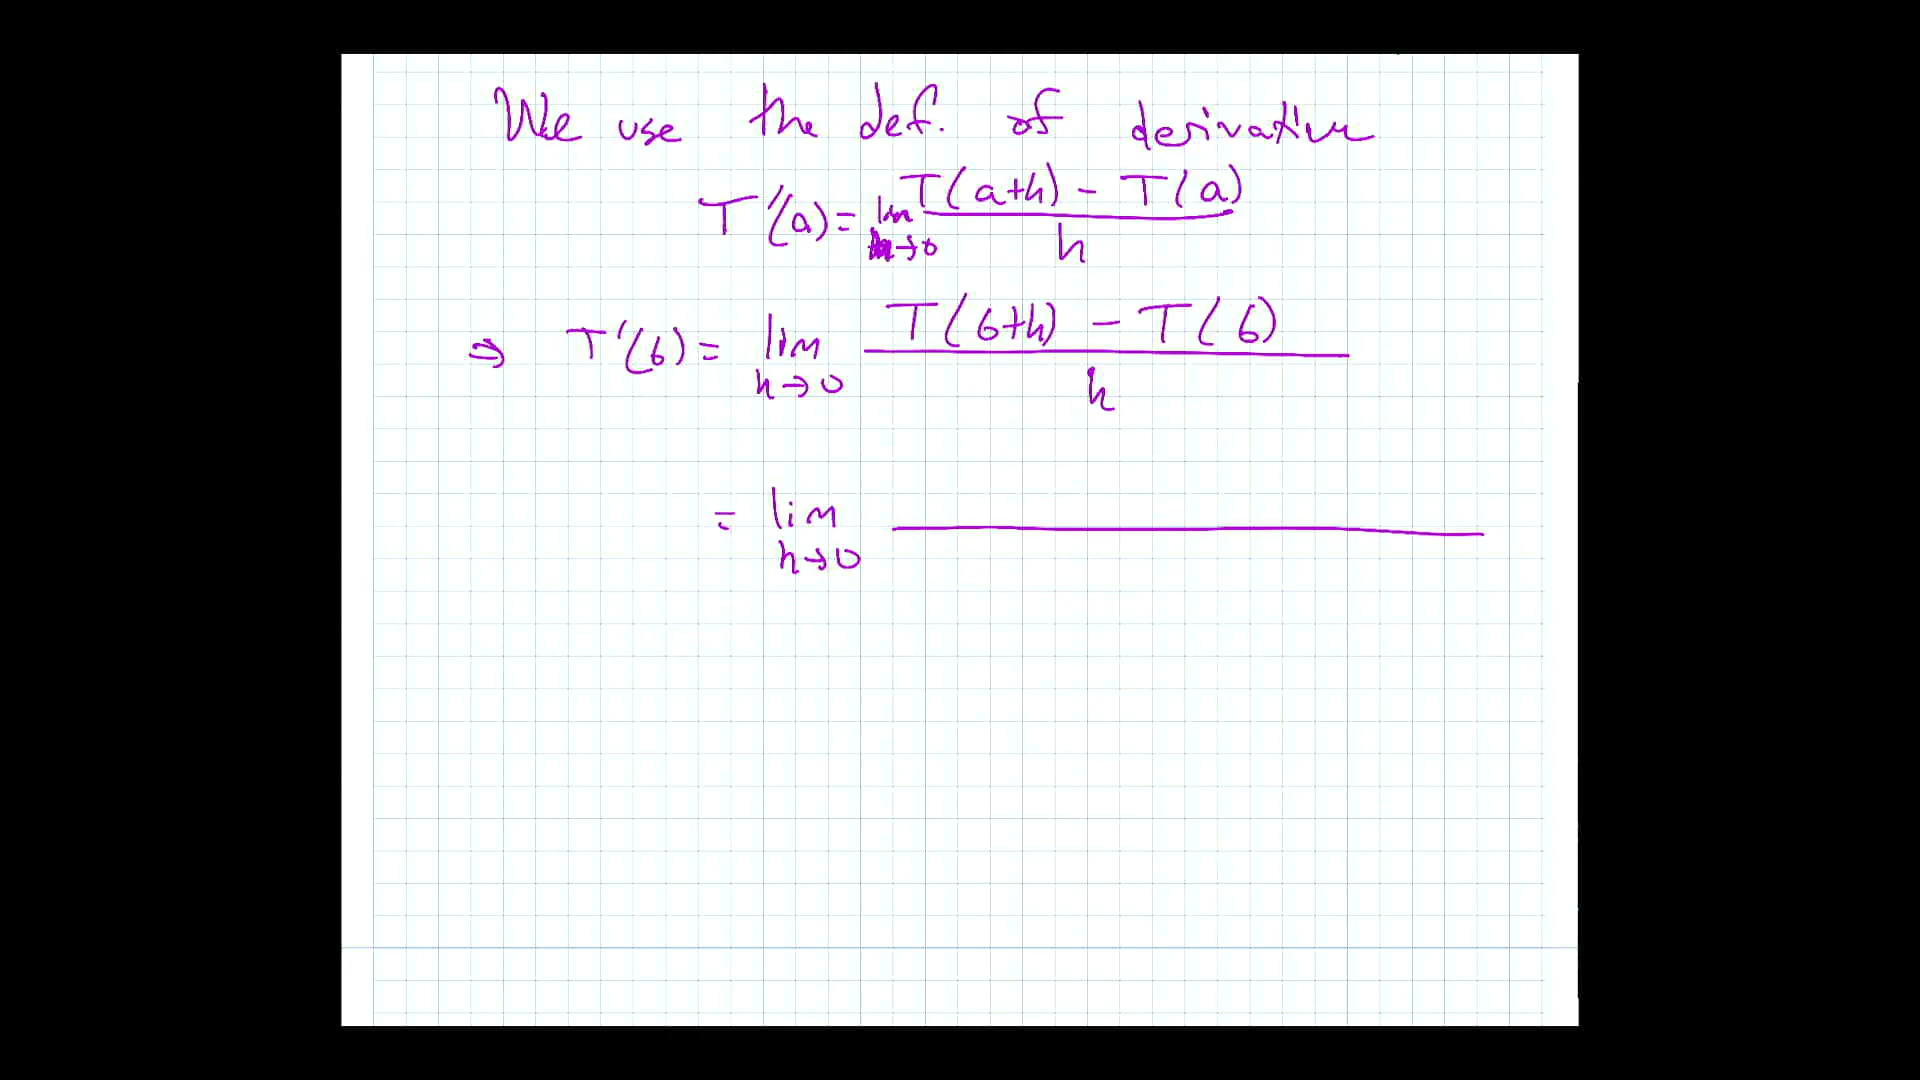 We use the def. of derivative
T'(a) = lim h→0 T(a+h) - T(a) / h
⇒ T'(6) = lim h→0 T(6+h) - T(6) / h
= lim h→0